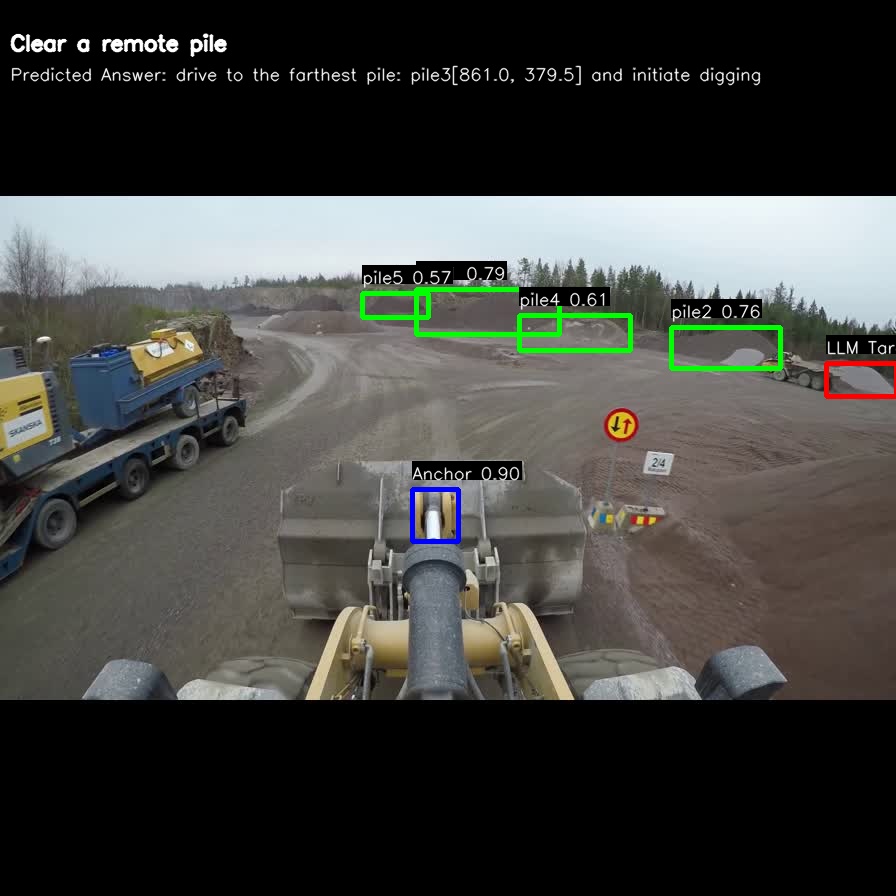 Clear a remote pile
Predicted Answer: drive to the farthest pile: pile3[861.0, 379.5] and initiate digging
pile5 0.57
0.79
pile4 0.61
pile2 0.76
LLM Tar
Anchor 0.90
2/4
SKANSKA